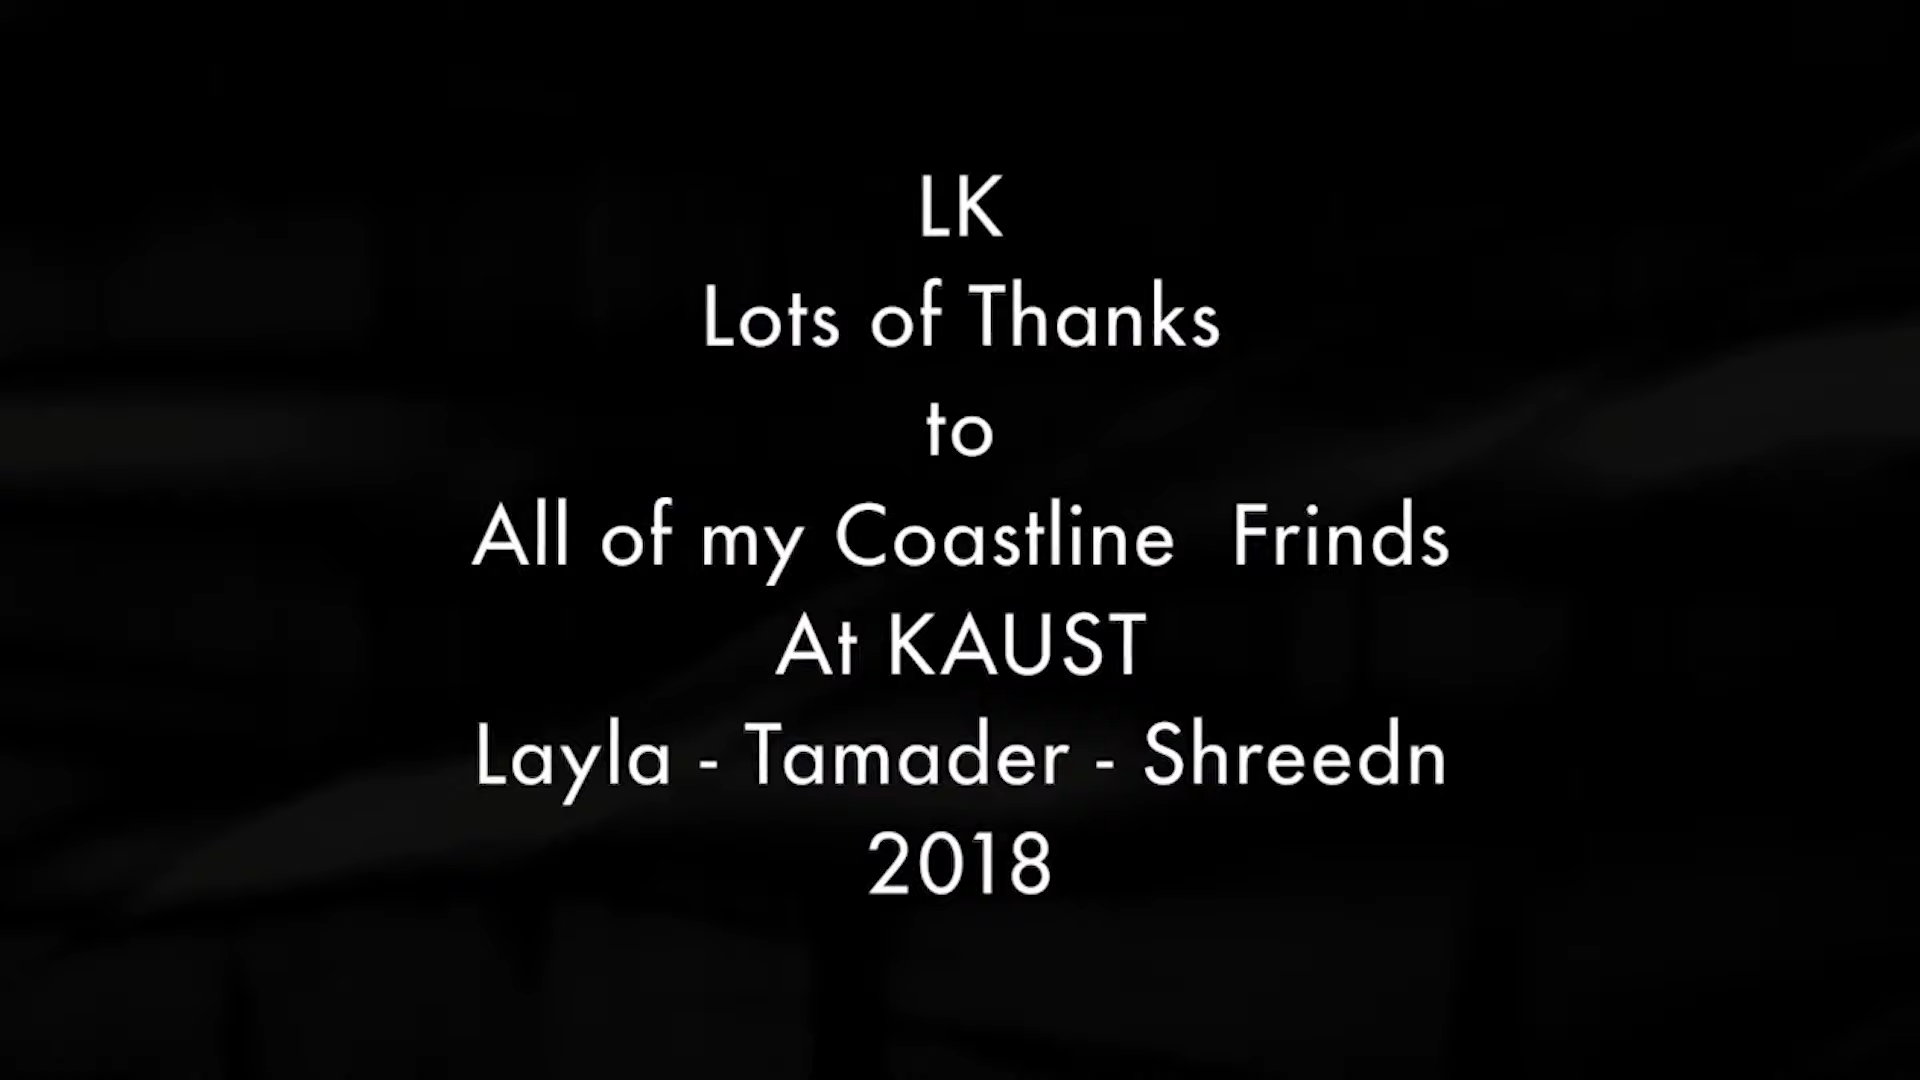 LK
Lots of Thanks
to
All of my Coastline  Frinds
At KAUST
Layla - Tamader - Shreedn
2018